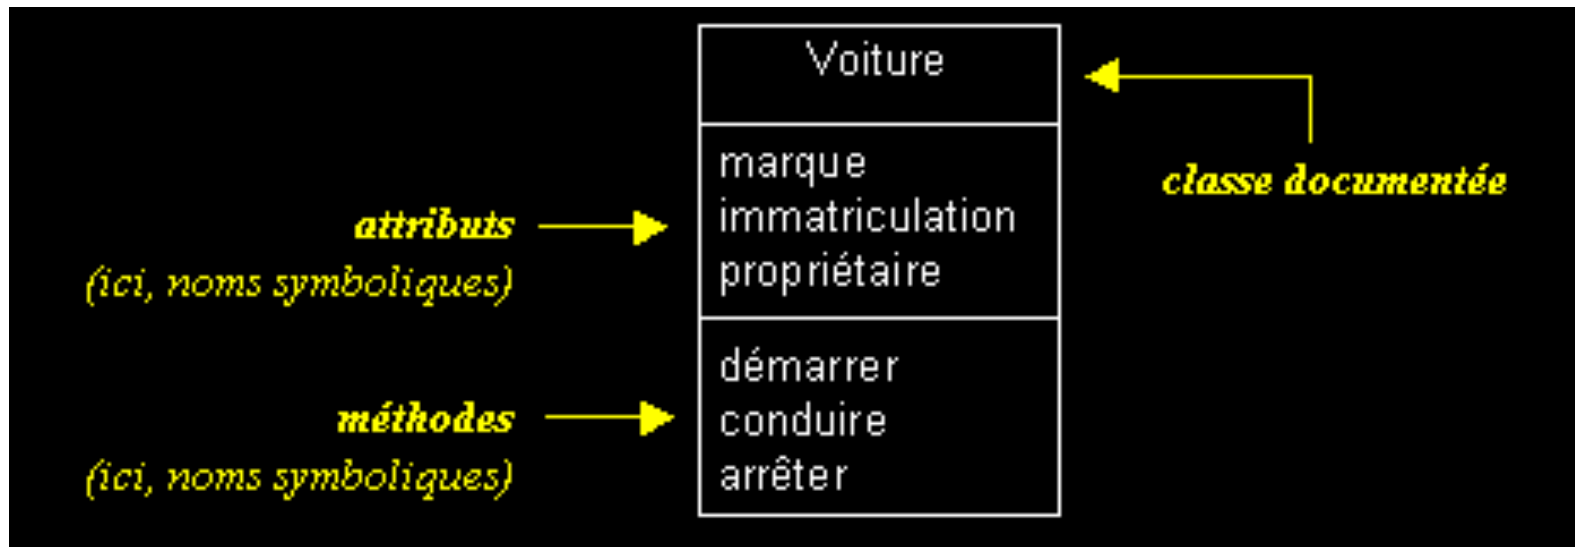 Voiture
classe documentée
attributs
(ici, noms symboliques)
marque
immatriculation
propriétaire
méthodes
(ici, noms symboliques)
démarrer
conduire
arrêter